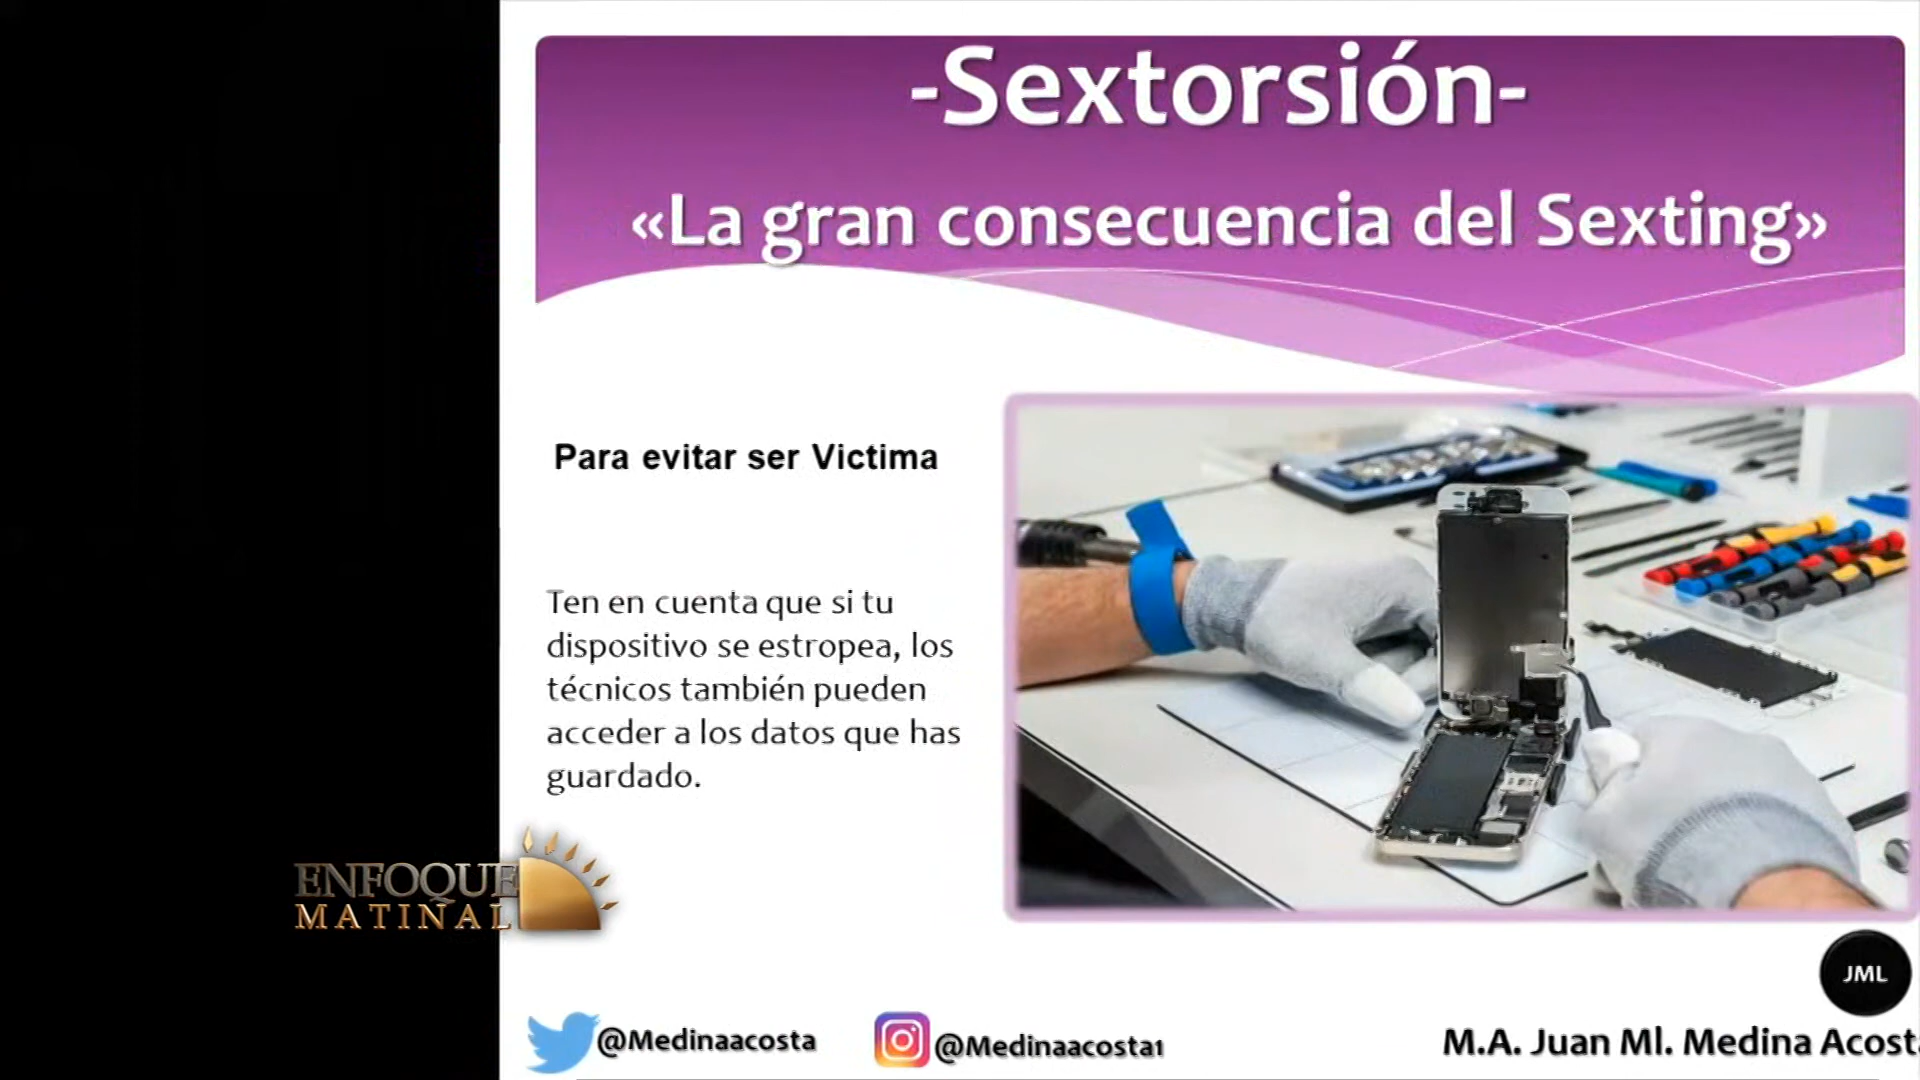 -Sextorsión-
«La gran consecuencia del Sexting»
Para evitar ser Victima
Ten en cuenta que si tu
dispositivo se estropea, los
técnicos también pueden
acceder a los datos que has
guardado.
ENFOQUE
MATINAL
JML
@Medinaacosta
@Medinaacosta1
M.A. Juan Ml. Medina Acosta